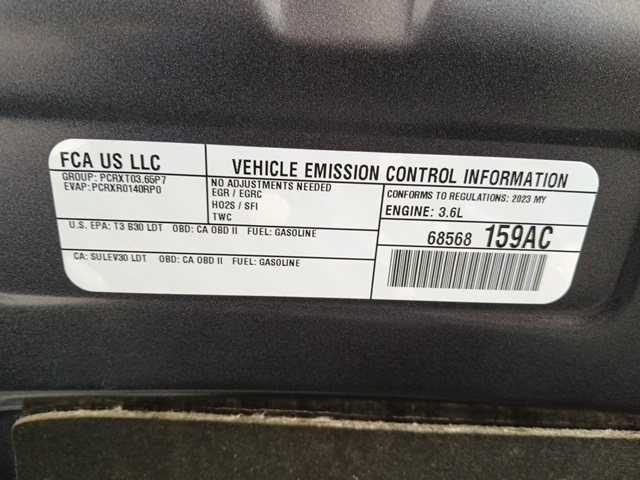 FCA US LLC
GROUP: PCRXT03.65P7
EVAP: PCRXR0140RP0
VEHICLE EMISSION CONTROL INFORMATION
NO ADJUSTMENTS NEEDED
EGR / EGRC
HO2S / SFI
TWC
CONFORMS TO REGULATIONS: 2023 MY
ENGINE: 3.6L
U.S. EPA: T3 B30 LDT OBD: CA OBD II FUEL: GASOLINE
68568 159AC
CA: SULEV30 LDT OBD: CA OBD II FUEL: GASOLINE